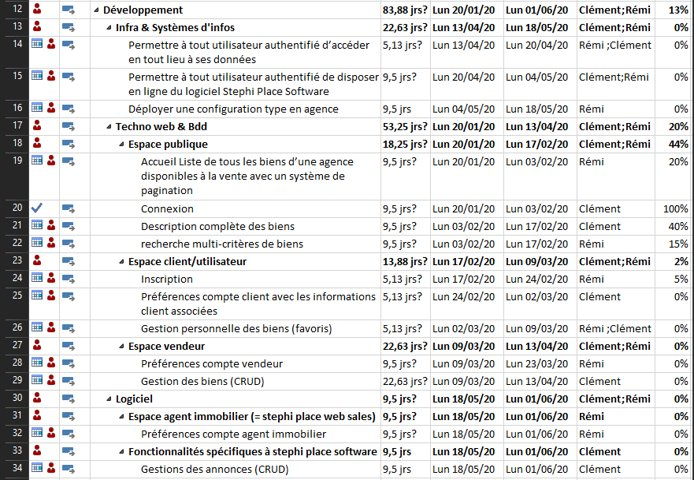 12 Développement 83,88 jrs? Lun 20/01/20 Lun 01/06/20 Clément;Rémi 13%
13 Infra & Systèmes d'infos 22,63 jrs? Lun 13/04/20 Lun 18/05/20 Clément;Rémi 0%
14 Permettre à tout utilisateur authentifié d’accéder 5,13 jrs? Lun 13/04/20 Lun 20/04/20 Rémi ;Clément 0%
en tout lieu à ses données
15 Permettre à tout utilisateur authentifié de disposer 9,5 jrs? Lun 20/04/20 Lun 04/05/20 Clément;Rémi 0%
en ligne du logiciel Stephi Place Software
16 Déployer une configuration type en agence 9,5 jrs Lun 04/05/20 Lun 18/05/20 Rémi 0%
17 Techno web & Bdd 53,25 jrs? Lun 20/01/20 Lun 13/04/20 Clément;Rémi 20%
18 Espace publique 18,25 jrs? Lun 20/01/20 Lun 17/02/20 Clément;Rémi 44%
19 Accueil Liste de tous les biens d’une agence 9,5 jrs? Lun 20/01/20 Lun 03/02/20 Rémi 20%
disponibles à la vente avec un système de
pagination
20 Connexion 9,5 jrs? Lun 20/01/20 Lun 03/02/20 Clément 100%
21 Description complète des biens 9,5 jrs? Lun 03/02/20 Lun 17/02/20 Clément 40%
22 recherche multi-critères de biens 9,5 jrs? Lun 03/02/20 Lun 17/02/20 Rémi 15%
23 Espace client/utilisateur 13,88 jrs? Lun 17/02/20 Lun 09/03/20 Clément;Rémi 2%
24 Inscription 5,13 jrs? Lun 17/02/20 Lun 24/02/20 Rémi 5%
25 Préférences compte client avec les informations 5,13 jrs? Lun 24/02/20 Lun 02/03/20 Clément 0%
client associées
26 Gestion personnelle des biens (favoris) 5,13 jrs? Lun 02/03/20 Lun 09/03/20 Rémi ;Clément 0%
27 Espace vendeur 22,63 jrs? Lun 09/03/20 Lun 13/04/20 Clément;Rémi 0%
28 Préférences compte vendeur 9,5 jrs? Lun 09/03/20 Lun 23/03/20 Rémi 0%
29 Gestion des biens (CRUD) 22,63 jrs? Lun 09/03/20 Lun 13/04/20 Clément 0%
30 Logiciel 9,5 jrs? Lun 18/05/20 Lun 01/06/20 Clément;Rémi 0%
31 Espace agent immobilier (= stephi place web sales) 9,5 jrs? Lun 18/05/20 Lun 01/06/20 Rémi 0%
32 Préférences compte agent immobilier 9,5 jrs? Lun 18/05/20 Lun 01/06/20 Rémi 0%
33 Fonctionnalités spécifiques à stephi place software 9,5 jrs Lun 18/05/20 Lun 01/06/20 Clément 0%
34 Gestions des annonces (CRUD) 9,5 jrs Lun 18/05/20 Lun 01/06/20 Clément 0%